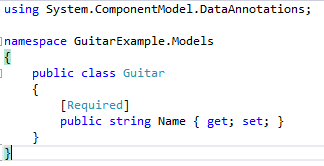 using System.ComponentModel.DataAnnotations;
namespace GuitarExample.Models
{
    public class Guitar
    {
        [Required]
        public string Name { get; set; }
    }
}